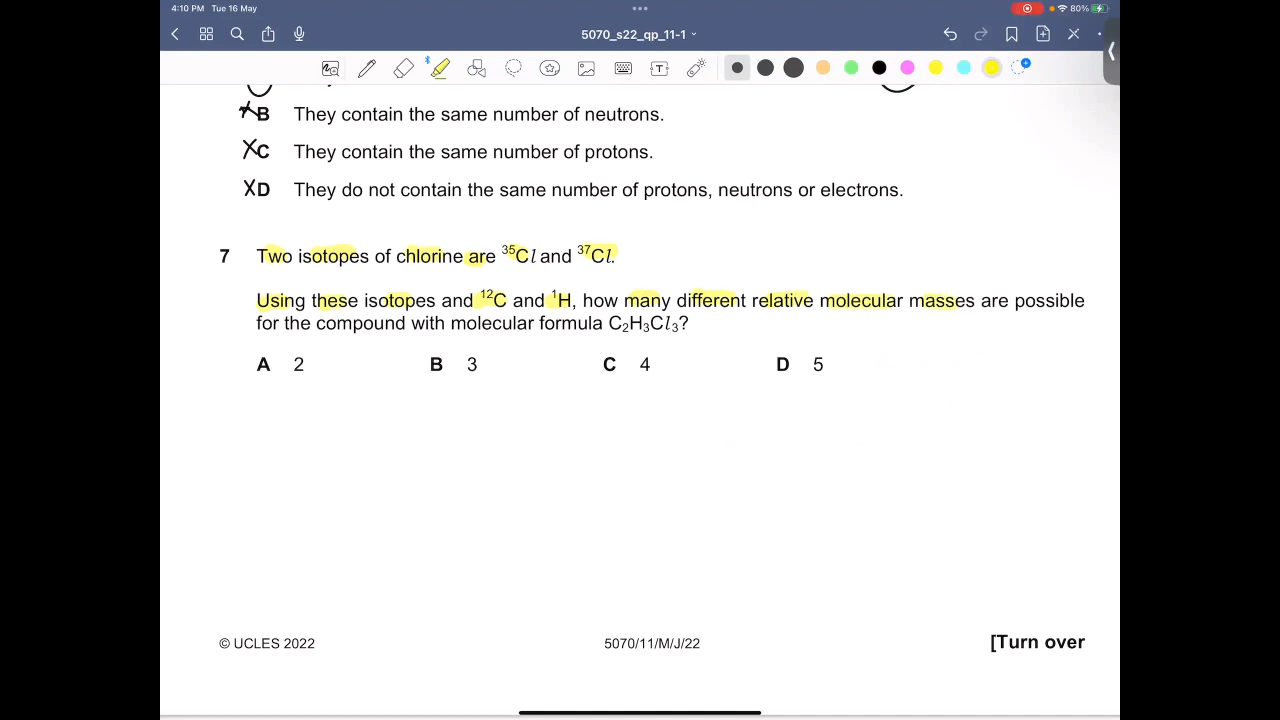 4:10 PM Tue 16 May
80%
5070_s22_qp_11-1
B They contain the same number of neutrons.
C They contain the same number of protons.
D They do not contain the same number of protons, neutrons or electrons.
7 Two isotopes of chlorine are ³⁵Cl and ³⁷Cl.
Using these isotopes and ¹²C and ¹H, how many different relative molecular masses are possible
for the compound with molecular formula C₂H₃Cl₃?
A 2 B 3 C 4 D 5
© UCLES 2022 5070/11/M/J/22 [Turn over